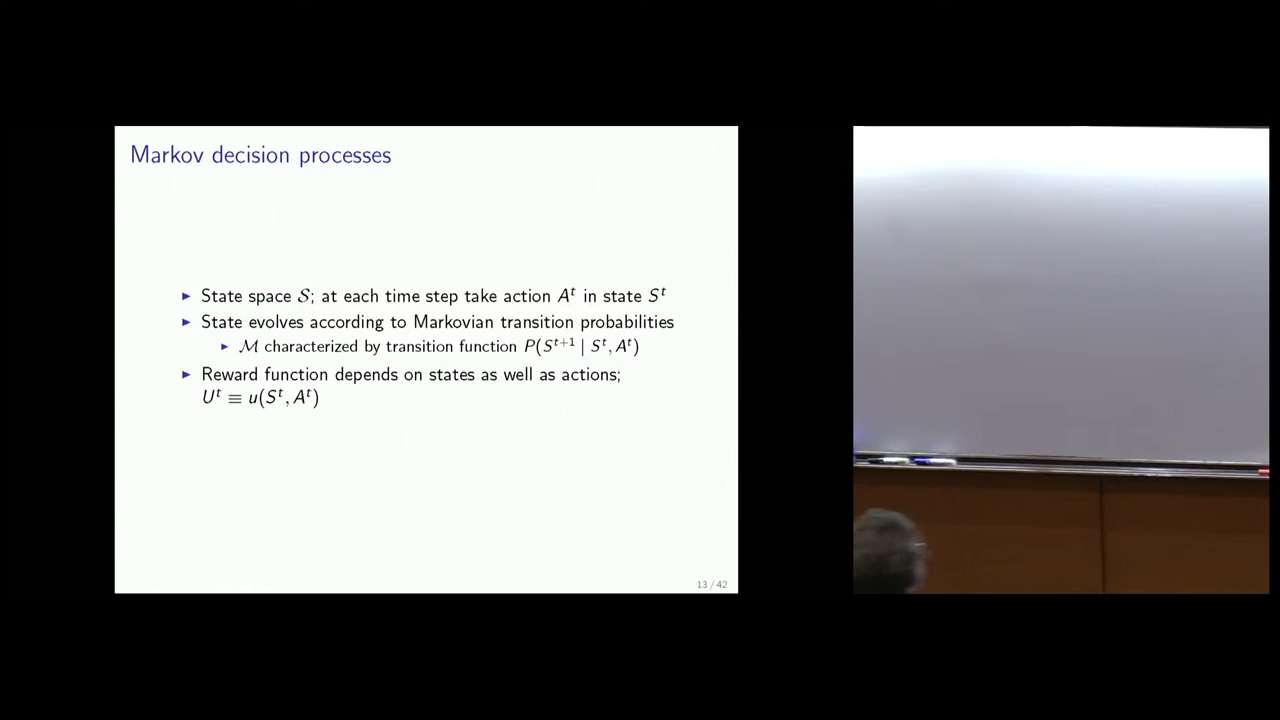 Markov decision processes
▶ State space 𝒮; at each time step take action Aᵗ in state Sᵗ
▶ State evolves according to Markovian transition probabilities
▶ ℳ characterized by transition function P(Sᵗ⁺¹ | Sᵗ, Aᵗ)
▶ Reward function depends on states as well as actions;
Uᵗ ≡ u(Sᵗ, Aᵗ)
13 / 42